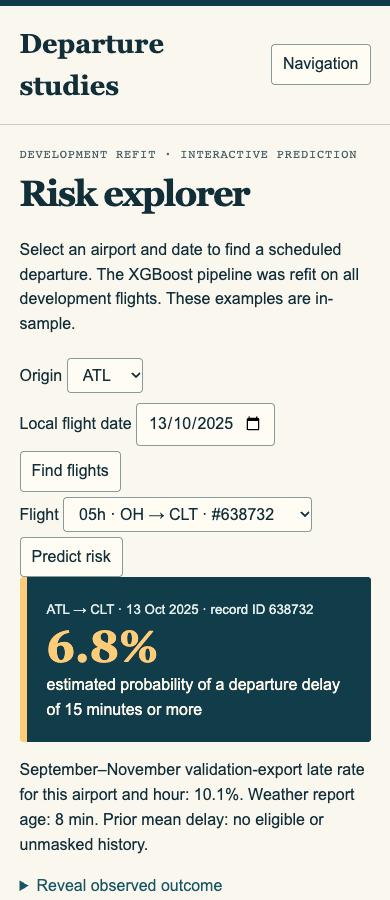 Departure
studies
Navigation
DEVELOPMENT REFIT · INTERACTIVE PREDICTION
Risk explorer
Select an airport and date to find a scheduled
departure. The XGBoost pipeline was refit on all
development flights. These examples are in-
sample.
Origin ATL
Local flight date 13/10/2025
Find flights
Flight 05h · OH → CLT · #638732
Predict risk
ATL → CLT · 13 Oct 2025 · record ID 638732
6.8%
estimated probability of a departure delay
of 15 minutes or more
September–November validation-export late rate
for this airport and hour: 10.1%. Weather report
age: 8 min. Prior mean delay: no eligible or
unmasked history.
▶ Reveal observed outcome